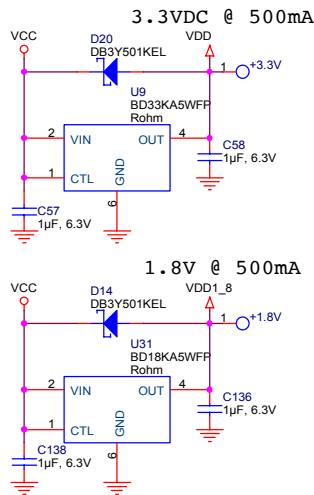 3.3VDC @ 500mA
VCC
D20
DB3Y501KEL
VDD
1
+3.3V
U9
BD33KA5WFP
Rohm
2
VIN
OUT
4
1
CTL
GND
6
C58
1µF, 6.3V
C57
1µF, 6.3V
1.8V @ 500mA
VCC
D14
DB3Y501KEL
VDD1_8
1
+1.8V
U31
BD18KA5WFP
Rohm
2
VIN
OUT
4
1
CTL
GND
6
C136
1µF, 6.3V
C138
1µF, 6.3V